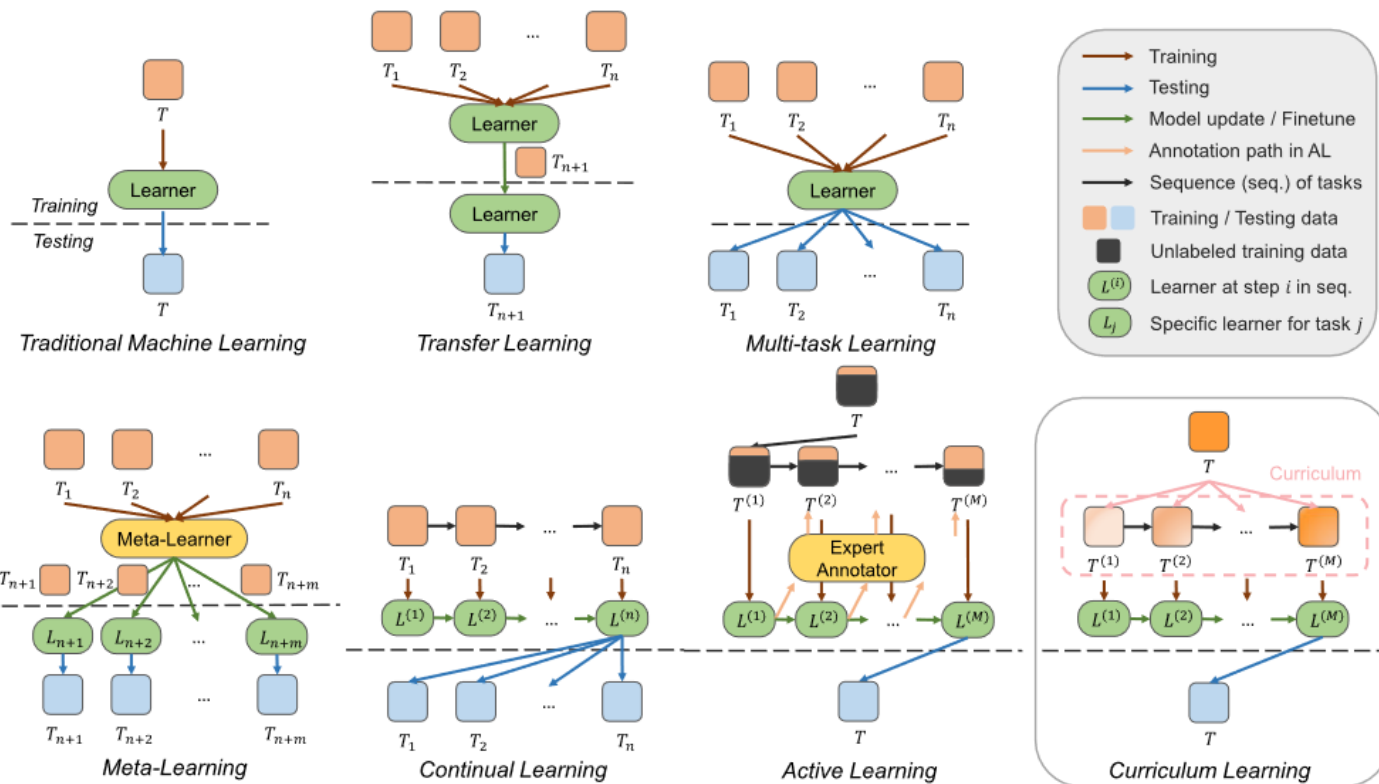 T
Learner
Training
Testing
T
Traditional Machine Learning
T₁ T₂ ... Tₙ
Learner
Tₙ₊₁
Learner
Tₙ₊₁
Transfer Learning
T₁ T₂ ... Tₙ
Learner
...
T₁ T₂ Tₙ
Multi-task Learning
Training
Testing
Model update / Finetune
Annotation path in AL
Sequence (seq.) of tasks
Training / Testing data
Unlabeled training data
L⁽ⁱ⁾ Learner at step i in seq.
Lⱼ Specific learner for task j
...
T₁ T₂ Tₙ
Meta-Learner
Tₙ₊₁ Tₙ₊₂ ... Tₙ₊ₘ
Lₙ₊₁ Lₙ₊₂ ... Lₙ₊ₘ
...
Tₙ₊₁ Tₙ₊₂ Tₙ₊ₘ
Meta-Learning
...
T₁ T₂ Tₙ
L⁽¹⁾ L⁽²⁾ ... L⁽ⁿ⁾
...
T₁ T₂ Tₙ
Continual Learning
T
...
T⁽¹⁾ T⁽²⁾ T⁽ᴹ⁾
Expert
Annotator
L⁽¹⁾ L⁽²⁾ ... L⁽ᴹ⁾
T
Active Learning
T
Curriculum
...
T⁽¹⁾ T⁽²⁾ T⁽ᴹ⁾
L⁽¹⁾ L⁽²⁾ ... L⁽ᴹ⁾
T
Curriculum Learning